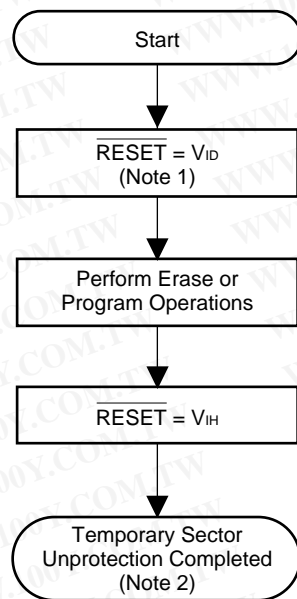 Start
RESET = VID
(Note 1)
Perform Erase or
Program Operations
RESET = VIH
Temporary Sector
Unprotection Completed
(Note 2)